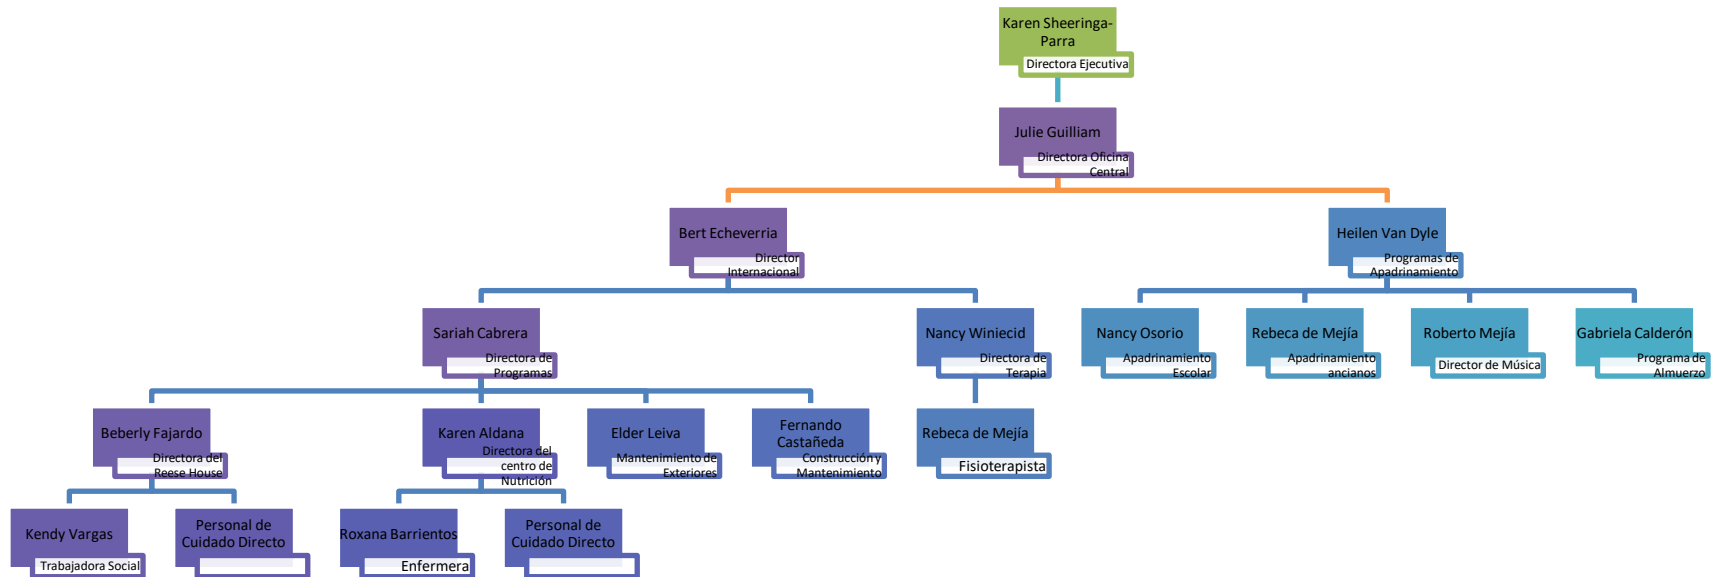 Karen Sheeringa-
Parra
Directora Ejecutiva
Julie Guilliam
Directora Oficina
Central
Bert Echeverria
Director
Internacional
Heilen Van Dyle
Programas de
Apadrinamiento
Sariah Cabrera
Directora de
Programas
Nancy Winiecid
Directora de
Terapia
Nancy Osorio
Apadrinamiento
Escolar
Rebeca de Mejía
Apadrinamiento
ancianos
Roberto Mejía
Director de Música
Gabriela Calderón
Programa de
Almuerzo
Beberly Fajardo
Directora del
Reese House
Karen Aldana
Directora del
centro de
Nutrición
Elder Leiva
Mantenimiento de
Exteriores
Fernando
Castañeda
Construcción y
Mantenimiento
Rebeca de Mejía
Fisioterapista
Kendy Vargas
Trabajadora Social
Personal de
Cuidado Directo
Roxana Barrientos
Enfermera
Personal de
Cuidado Directo